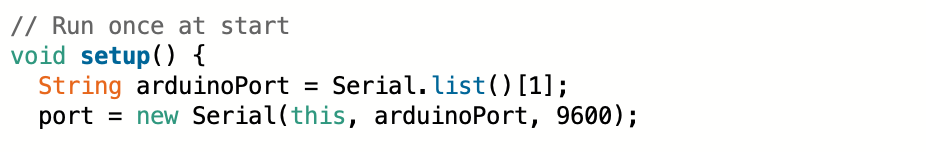 // Run once at start
void setup() {
  String arduinoPort = Serial.list()[1];
  port = new Serial(this, arduinoPort, 9600);